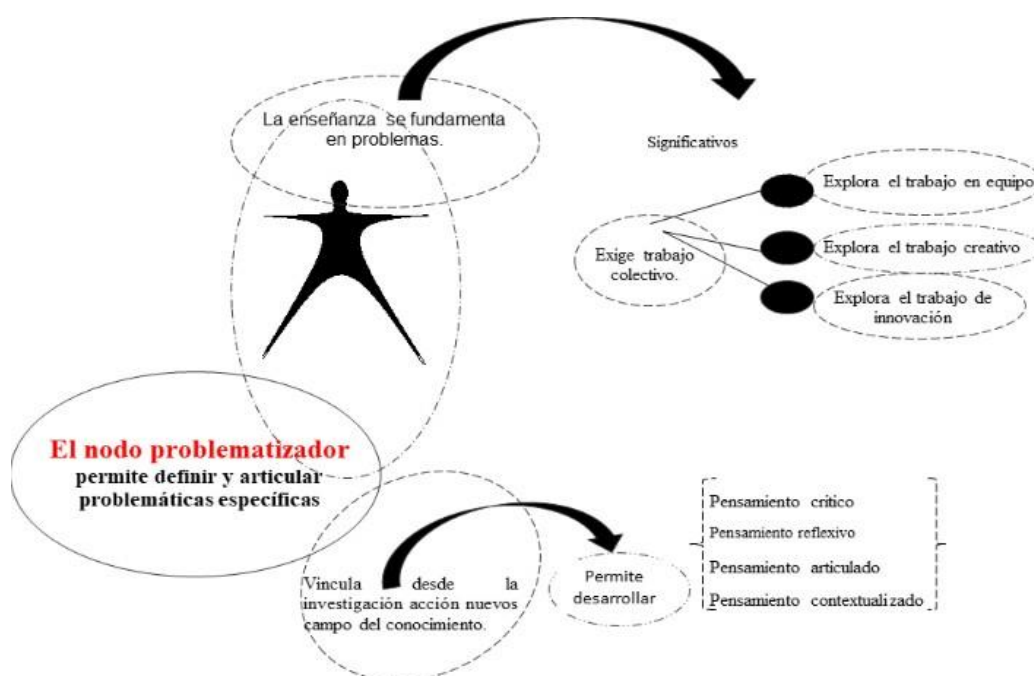 La enseñanza se fundamenta
en problemas.
Significativos
Explora el trabajo en equipo
Exige trabajo
colectivo.
Explora el trabajo creativo
Explora el trabajo de
innovación
El nodo problematizador
permite definir y articular
problemáticas específicas
Vincula desde la
investigación acción nuevos
campo del conocimiento.
Permite
desarrollar
Pensamiento crítico
Pensamiento reflexivo
Pensamiento articulado
Pensamiento contextualizado